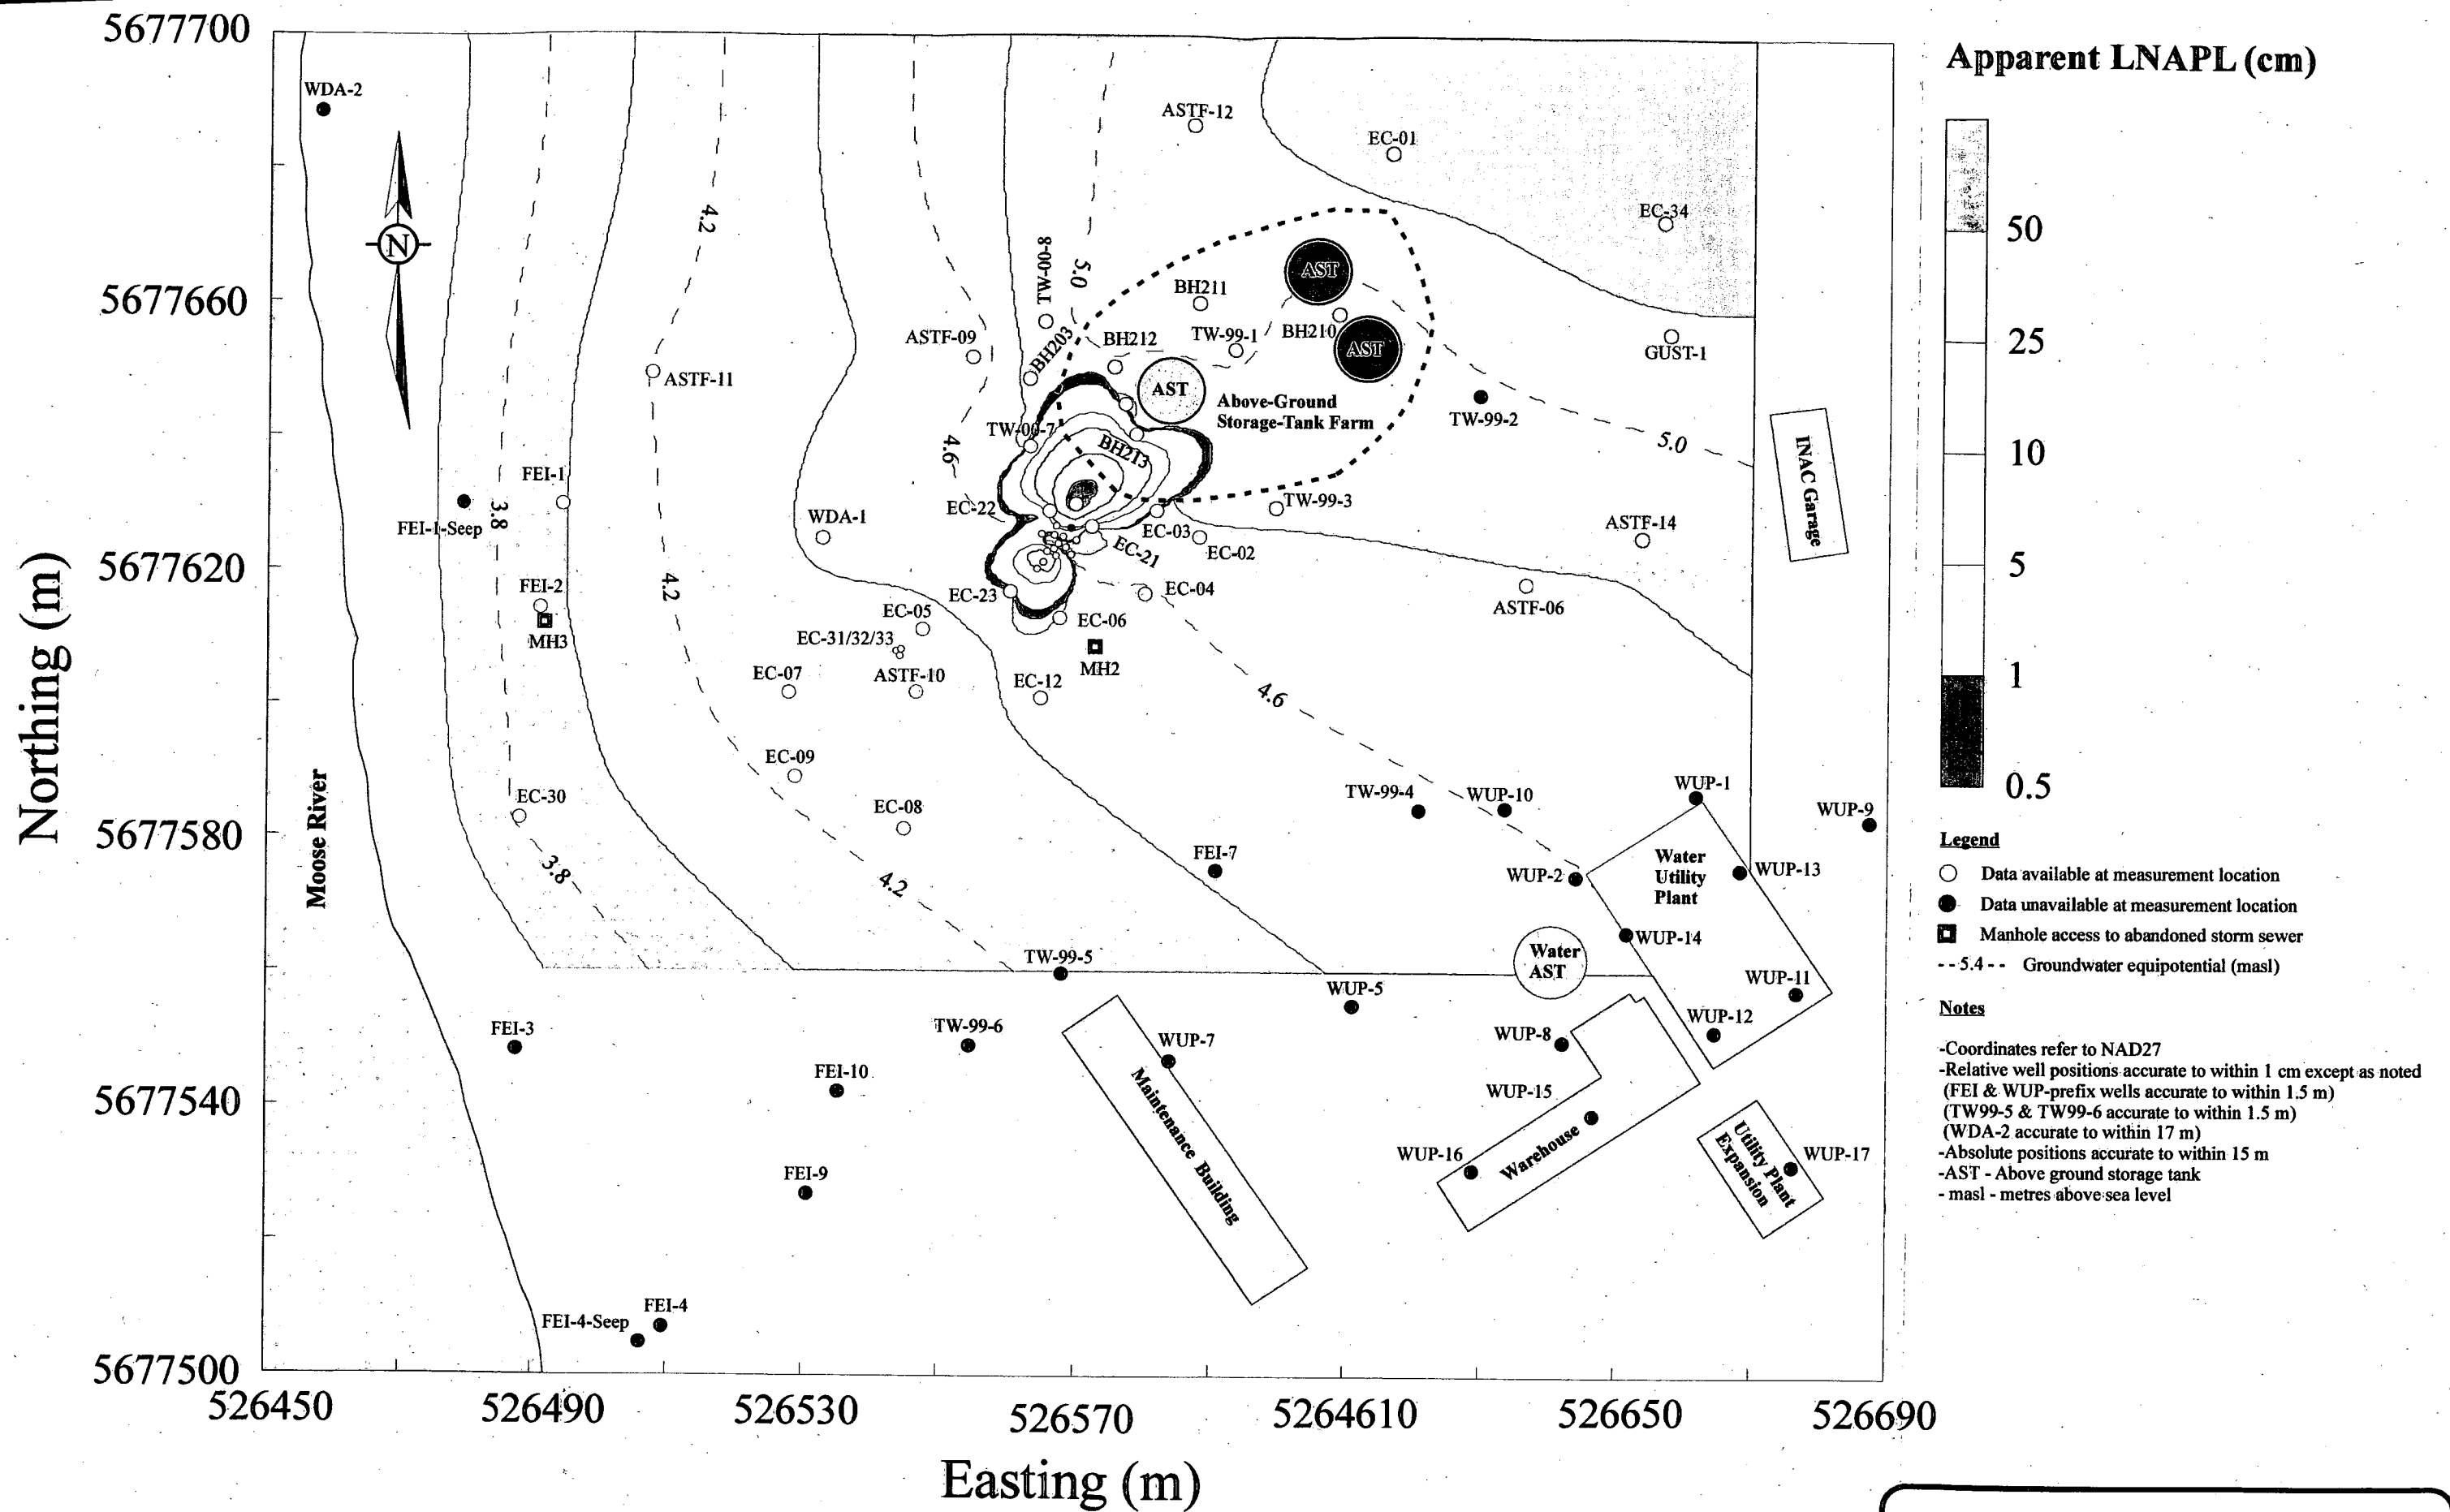 5677700
5677660
5677620
5677580
5677540
5677500
Northing (m)
526450
526490
526530
526570
5264610
526650
526690
Easting (m)
WDA-2
N
4.2
ASTF-12
EC-01
EC-34
TW-00-8
5.0
BH211
AST
BH203
BH212
TW-99-1
BH210
AST
GUST-1
ASTF-09
ASTF-11
AST
Above-Ground
Storage-Tank Farm
TW-99-2
5.0
TW-00-7
BH213
4.6
INAC Garage
FEI-1
3.8
FEI-1-Seep
WDA-1
EC-22
EC-03
TW-99-3
EC-21
EC-02
ASTF-14
FEI-2
MH3
4.2
EC-23
EC-04
ASTF-06
EC-05
EC-06
EC-31/32/33
MH2
EC-07
ASTF-10
EC-12
4.6
EC-09
EC-30
EC-08
TW-99-4
WUP-10
WUP-1
WUP-9
Moose River
3.8
4.2
FEI-7
WUP-2
Water
Utility
Plant
WUP-13
WUP-14
TW-99-5
Water
AST
WUP-11
WUP-5
FEI-3
TW-99-6
WUP-7
WUP-8
WUP-12
FEI-10
WUP-15
Maintenance Building
FEI-9
WUP-16
Warehouse
Utility Plant
Expansion
WUP-17
FEI-4
FEI-4-Seep
Apparent LNAPL (cm)
50
25
10
5
1
0.5
Legend
Data available at measurement location
Data unavailable at measurement location
Manhole access to abandoned storm sewer
--5.4-- Groundwater equipotential (masl)
Notes
-Coordinates refer to NAD27
-Relative well positions accurate to within 1 cm except as noted
(FEI & WUP-prefix wells accurate to within 1.5 m)
(TW99-5 & TW99-6 accurate to within 1.5 m)
(WDA-2 accurate to within 17 m)
-Absolute positions accurate to within 15 m
-AST - Above ground storage tank
- masl - metres above sea level